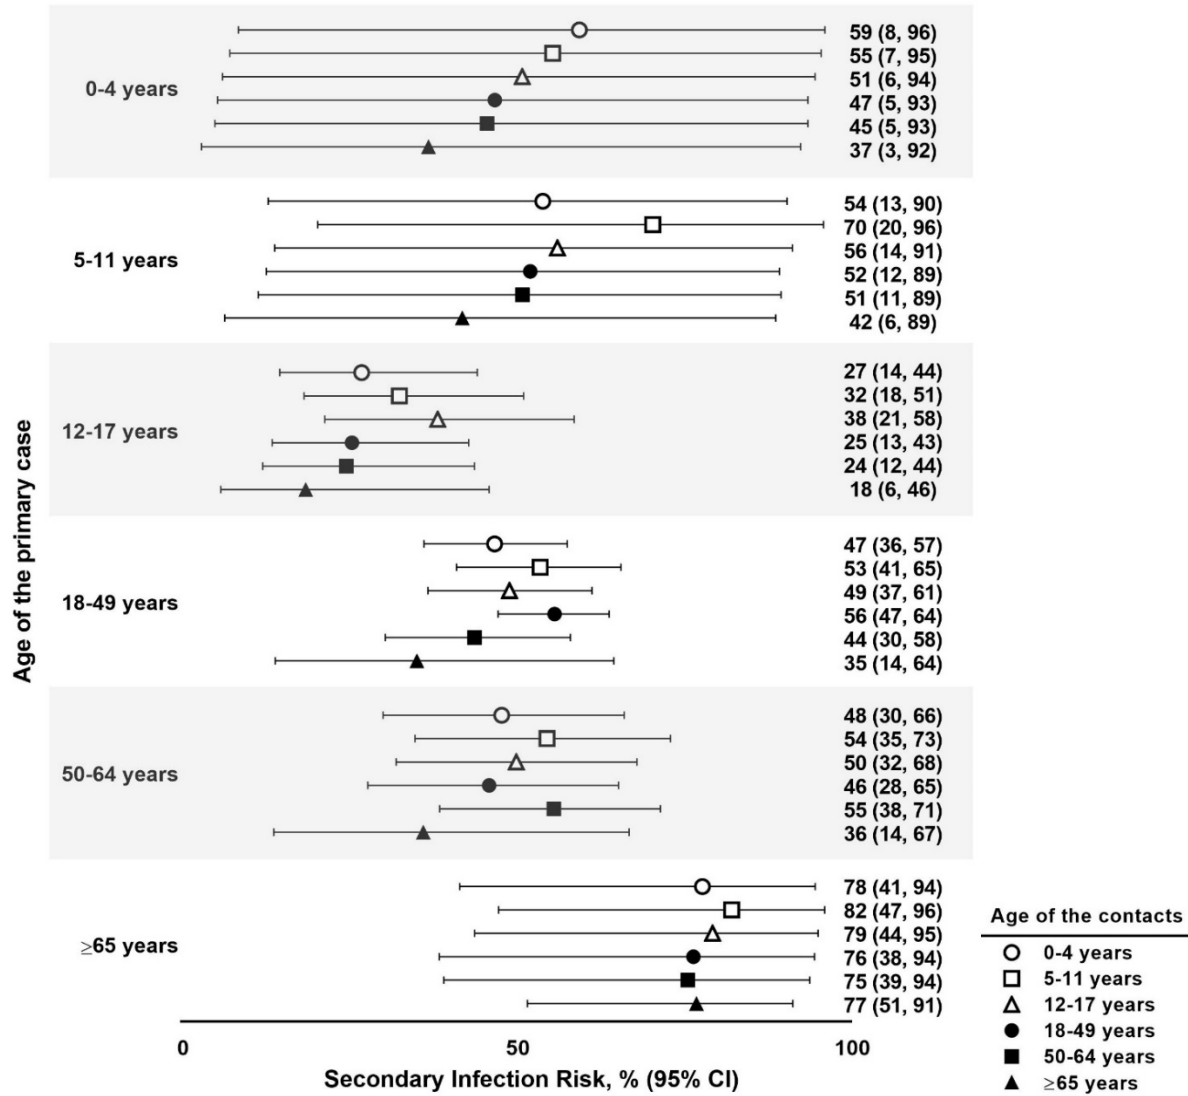 Age of the primary case
0-4 years
59 (8, 96)
55 (7, 95)
51 (6, 94)
47 (5, 93)
45 (5, 93)
37 (3, 92)
5-11 years
54 (13, 90)
70 (20, 96)
56 (14, 91)
52 (12, 89)
51 (11, 89)
42 (6, 89)
12-17 years
27 (14, 44)
32 (18, 51)
38 (21, 58)
25 (13, 43)
24 (12, 44)
18 (6, 46)
18-49 years
47 (36, 57)
53 (41, 65)
49 (37, 61)
56 (47, 64)
44 (30, 58)
35 (14, 64)
50-64 years
48 (30, 66)
54 (35, 73)
50 (32, 68)
46 (28, 65)
55 (38, 71)
36 (14, 67)
≥65 years
78 (41, 94)
82 (47, 96)
79 (44, 95)
76 (38, 94)
75 (39, 94)
77 (51, 91)
0 50 100
Secondary Infection Risk, % (95% CI)
Age of the contacts
0-4 years
5-11 years
12-17 years
18-49 years
50-64 years
≥65 years